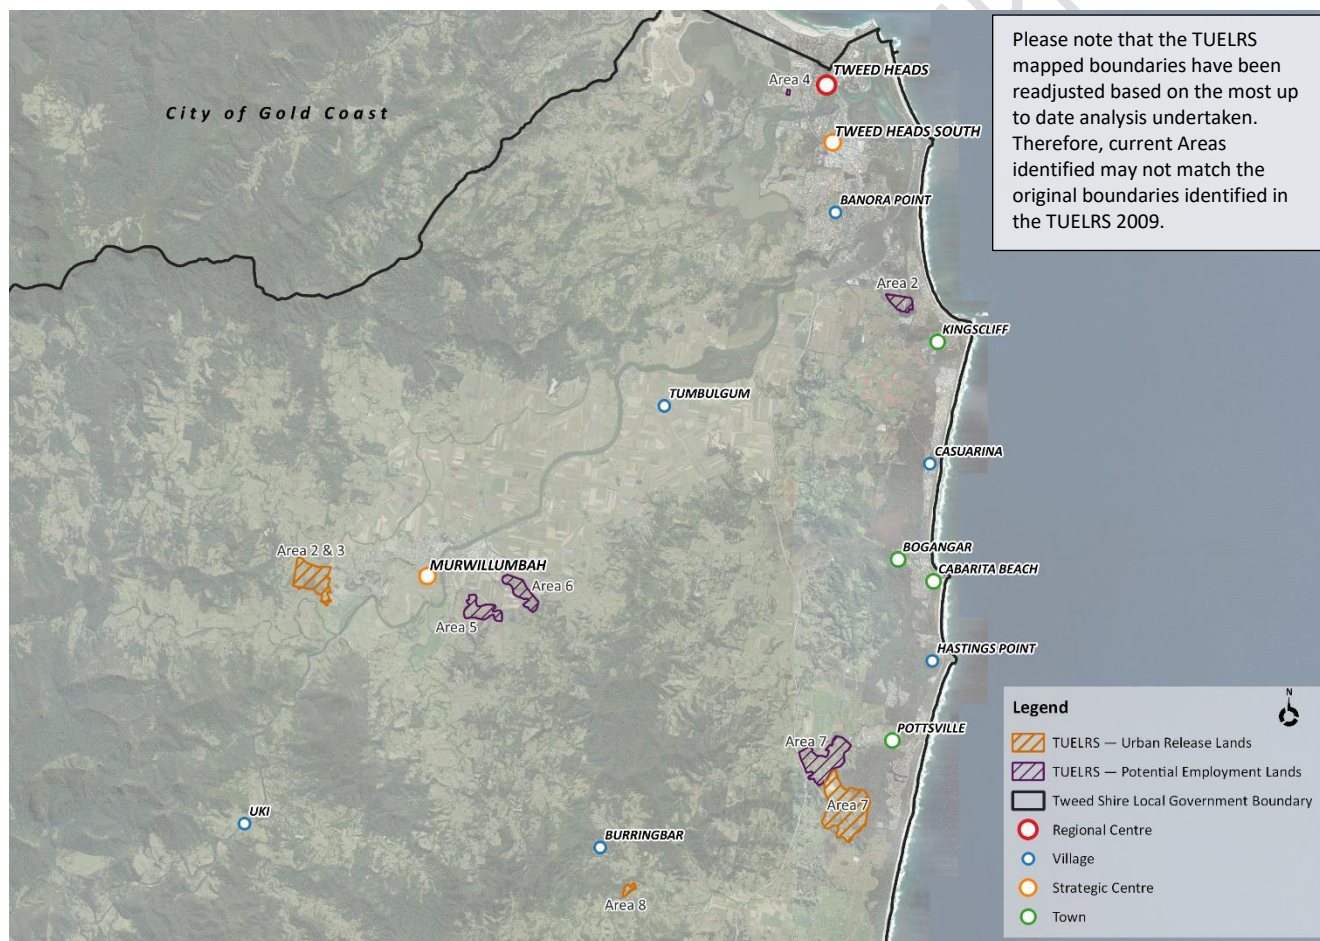 Please note that the TUELRS
mapped boundaries have been
readjusted based on the most up
to date analysis undertaken.
Therefore, current Areas
identified may not match the
original boundaries identified in
the TUELRS 2009.
City of Gold Coast
TWEED HEADS
Area 4
TWEED HEADS SOUTH
BANORA POINT
Area 2
KINGSCLIFF
TUMBULGUM
CASUARINA
Area 2 & 3
MURWILLUMBAH
BOGANGAR
CABARITA BEACH
Area 6
Area 5
HASTINGS POINT
POTTSVILLE
Area 7
Area 7
UKI
BURRINGBAR
Area 8
Legend
N
TUELRS — Urban Release Lands
TUELRS — Potential Employment Lands
Tweed Shire Local Government Boundary
Regional Centre
Village
Strategic Centre
Town